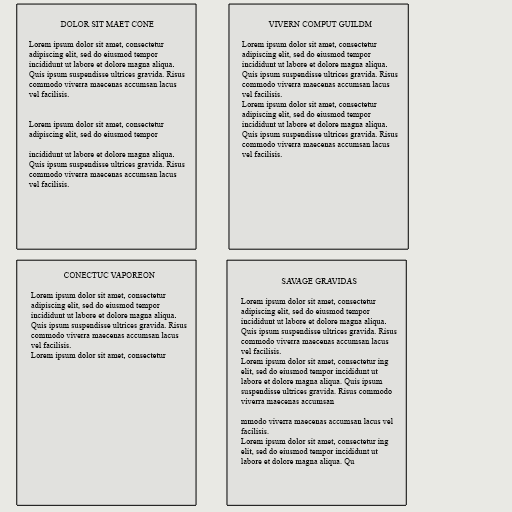 DOLOR SIT MAET CONE
Lorem ipsum dolor sit amet, consectetur
adipiscing elit, sed do eiusmod tempor
incididunt ut labore et dolore magna aliqua.
Quis ipsum suspendisse ultrices gravida. Risus
commodo viverra maecenas accumsan lacus
vel facilisis.
Lorem ipsum dolor sit amet, consectetur
adipiscing elit, sed do eiusmod tempor
incididunt ut labore et dolore magna aliqua.
Quis ipsum suspendisse ultrices gravida. Risus
commodo viverra maecenas accumsan lacus
vel facilisis.
VIVERN COMPUT GUILDM
Lorem ipsum dolor sit amet, consectetur
adipiscing elit, sed do eiusmod tempor
incididunt ut labore et dolore magna aliqua.
Quis ipsum suspendisse ultrices gravida. Risus
commodo viverra maecenas accumsan lacus
vel facilisis.
Lorem ipsum dolor sit amet, consectetur
adipiscing elit, sed do eiusmod tempor
incididunt ut labore et dolore magna aliqua.
Quis ipsum suspendisse ultrices gravida. Risus
commodo viverra maecenas accumsan lacus
vel facilisis.
CONECTUC VAPOREON
Lorem ipsum dolor sit amet, consectetur
adipiscing elit, sed do eiusmod tempor
incididunt ut labore et dolore magna aliqua.
Quis ipsum suspendisse ultrices gravida. Risus
commodo viverra maecenas accumsan lacus
vel facilisis.
Lorem ipsum dolor sit amet, consectetur
SAVAGE GRAVIDAS
Lorem ipsum dolor sit amet, consectetur
adipiscing elit, sed do eiusmod tempor
incididunt ut labore et dolore magna aliqua.
Quis ipsum suspendisse ultrices gravida. Risus
commodo viverra maecenas accumsan lacus
vel facilisis.
Lorem ipsum dolor sit amet, consectetur ing
elit, sed do eiusmod tempor incididunt ut
labore et dolore magna aliqua. Quis ipsum
suspendisse ultrices gravida. Risus commodo
viverra maecenas accumsan
mmodo viverra maecenas accumsan lacus vel
facilisis.
Lorem ipsum dolor sit amet, consectetur ing
elit, sed do eiusmod tempor incididunt ut
labore et dolore magna aliqua. Qu